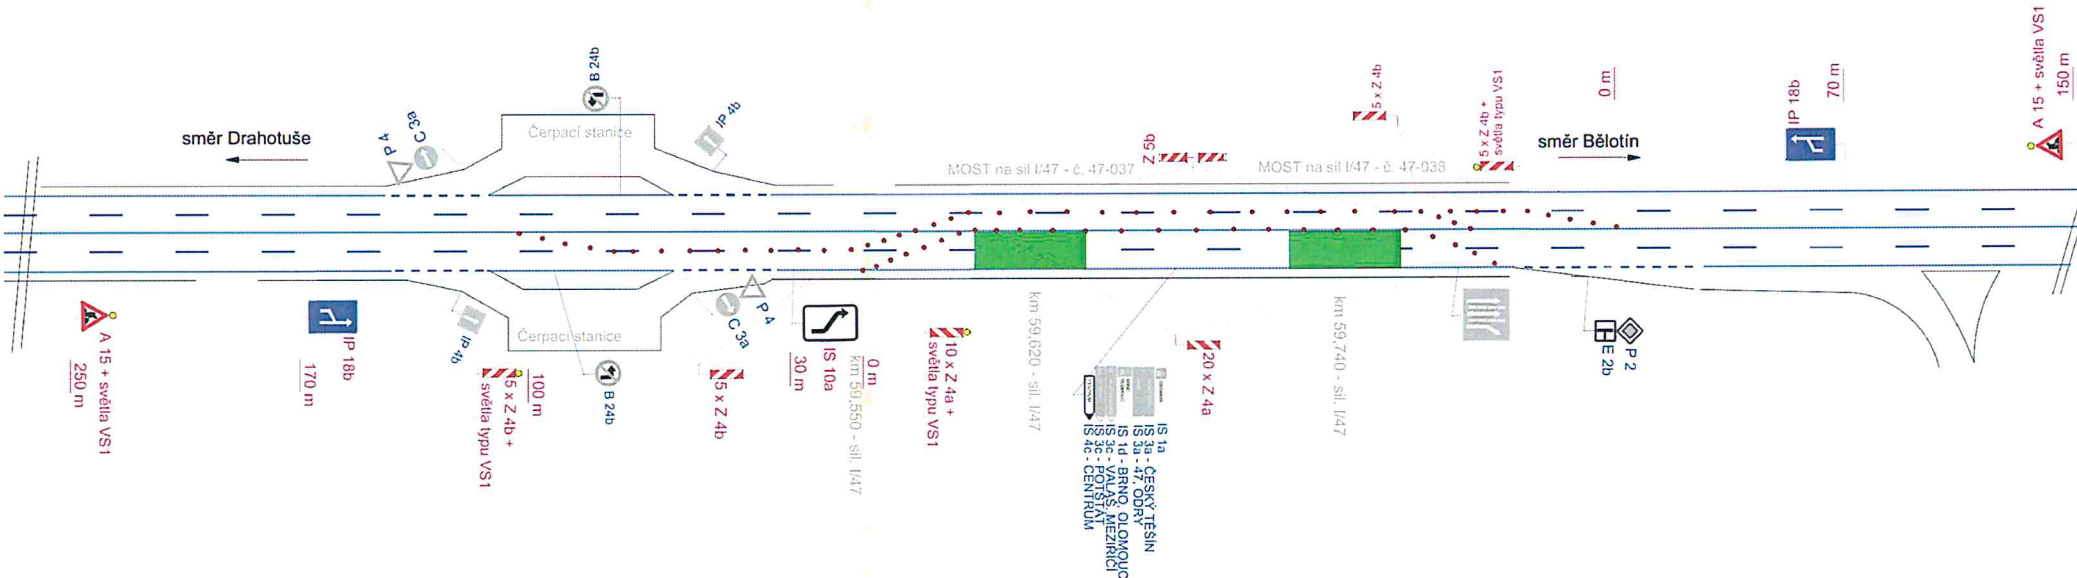 směr Drahotuše
P 4
C 3a
B 24b
Čerpací stanice
IP 4b
MOST na sil I/47 - č. 47-037
Z 5b
MOST na sil I/47 - č. 47-038
5 x Z 4b
5 x Z 4b +
světla typu VS1
0 m
směr Bělotín
IP 18b
70 m
A 15 + světla VS1
150 m
A 15 + světla VS1
250 m
IP 18b
170 m
IP 4b
Čerpací stanice
5 x Z 4b +
světla typu VS1
100 m
B 24b
C 3a
P 4
5 x Z 4b
IS 10a
30 m
0 m
km 59,550 - sil. I/47
10 x Z 4a +
světla typu VS1
km 59,620 - sil. I/47
IS 1a
IS 3a - ČESKÝ TĚŠÍN
IS 3a - 47, ODRY
IS 1d - BRNO, OLOMOUC
IS 3c - VALAŠ. MEZIŘÍČÍ
IS 3c - POTŠTÁT
IS 4c - CENTRUM
20 x Z 4a
km 59,740 - sil. I/47
E 2b
P 2